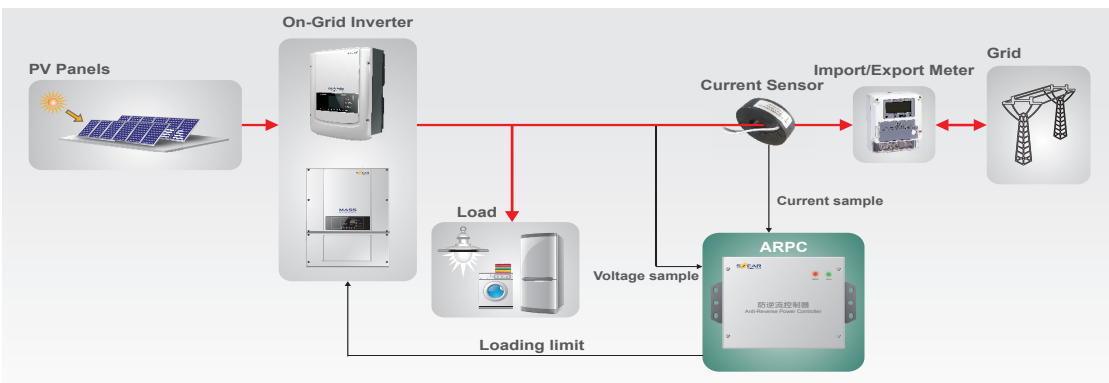 On-Grid Inverter
PV Panels
Current Sensor
Import/Export Meter
Grid
MASS
Load
Current sample
ARPC
Voltage sample
防逆流控制器
Anti-Reverse Power Controller
Loading limit